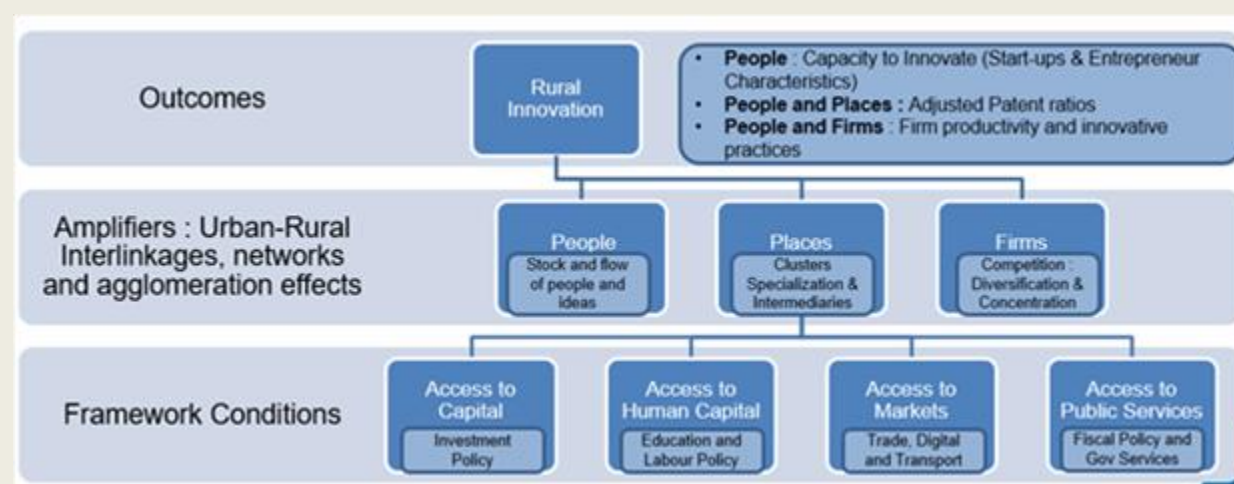 Outcomes
Rural
Innovation
• People : Capacity to Innovate (Start-ups & Entrepreneur
Characteristics)
• People and Places : Adjusted Patent ratios
• People and Firms : Firm productivity and innovative
practices
Amplifiers : Urban-Rural
Interlinkages, networks
and agglomeration effects
People
Stock and flow
of people and
ideas
Places
Clusters
Specialization &
Intermediaries
Firms
Competition :
Diversification &
Concentration
Framework Conditions
Access to
Capital
Investment
Policy
Access to
Human Capital
Education and
Labour Policy
Access to
Markets
Trade, Digital
and Transport
Access to
Public Services
Fiscal Policy and
Gov Services